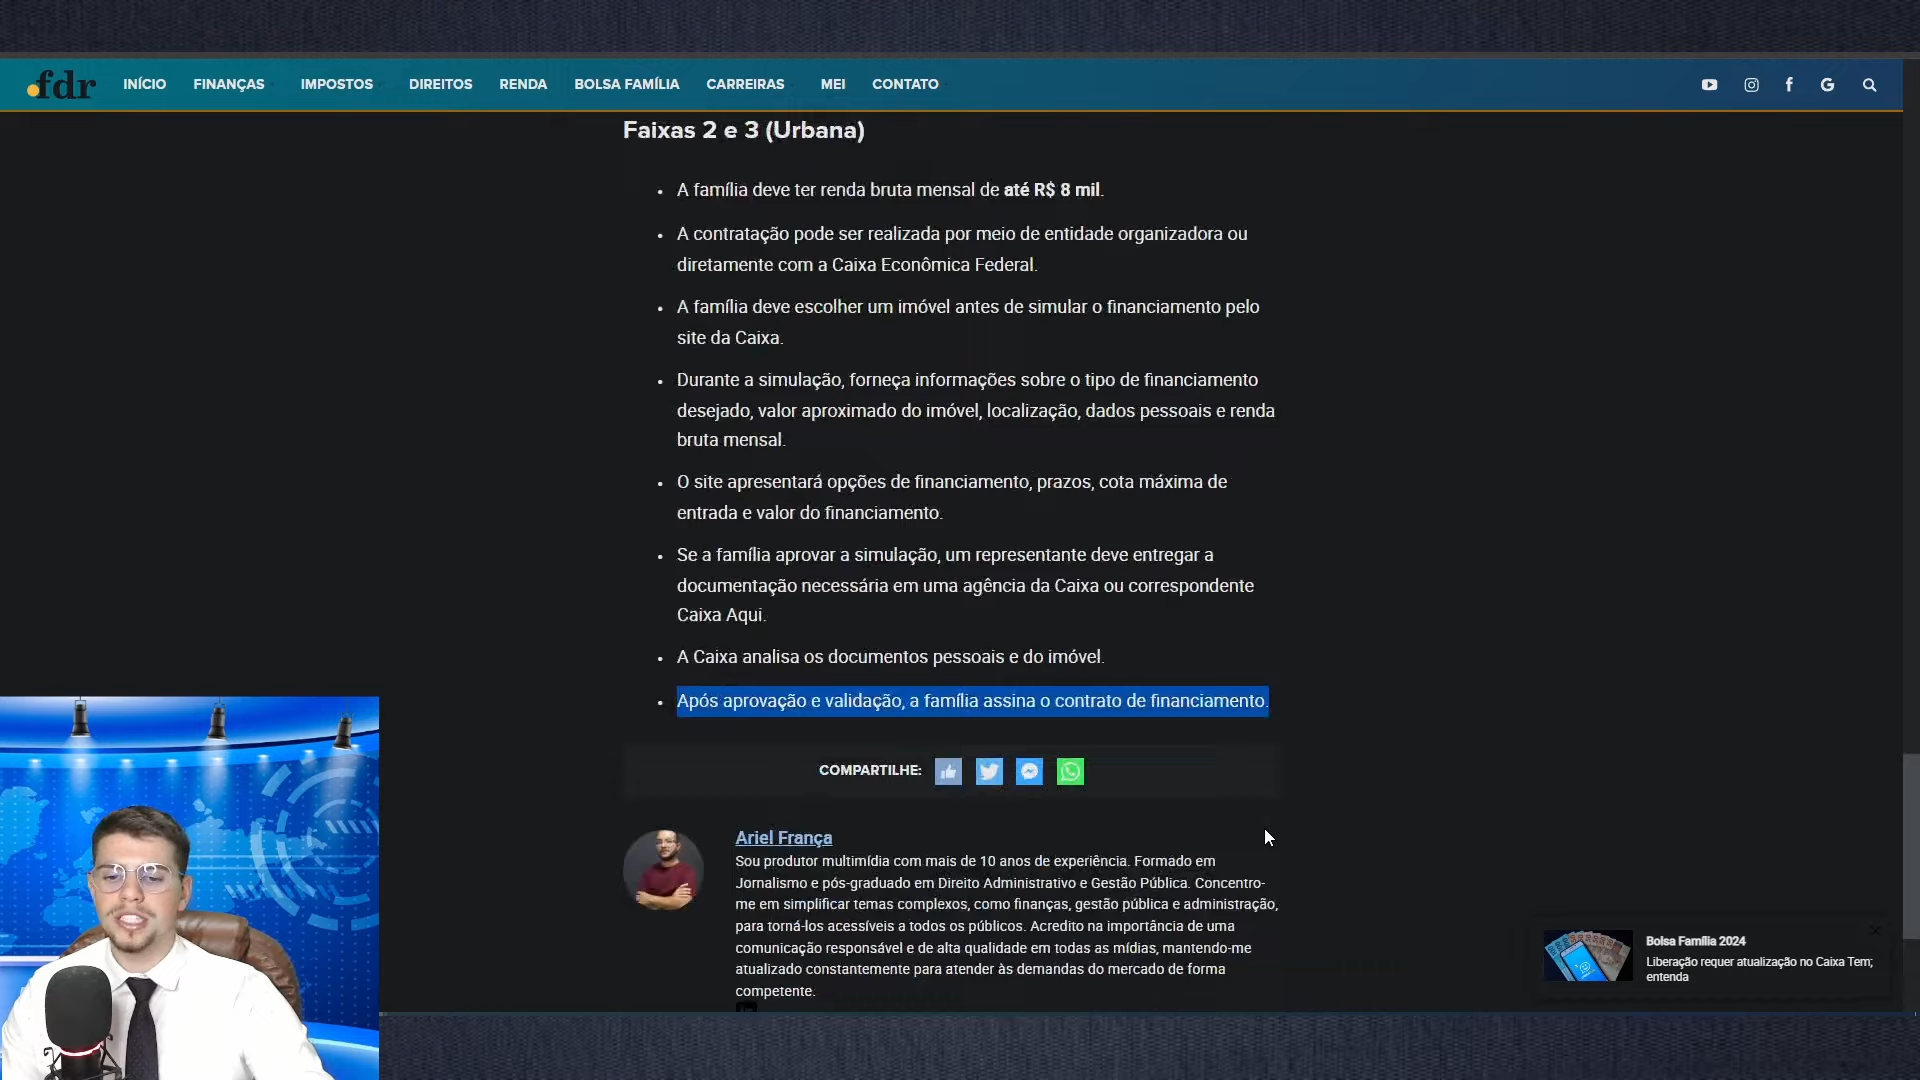 fdr INÍCIO FINANÇAS IMPOSTOS DIREITOS RENDA BOLSA FAMÍLIA CARREIRAS MEI CONTATO
Faixas 2 e 3 (Urbana)
• A família deve ter renda bruta mensal de até R$ 8 mil.
• A contratação pode ser realizada por meio de entidade organizadora ou
diretamente com a Caixa Econômica Federal.
• A família deve escolher um imóvel antes de simular o financiamento pelo
site da Caixa.
• Durante a simulação, forneça informações sobre o tipo de financiamento
desejado, valor aproximado do imóvel, localização, dados pessoais e renda
bruta mensal.
• O site apresentará opções de financiamento, prazos, cota máxima de
entrada e valor do financiamento.
• Se a família aprovar a simulação, um representante deve entregar a
documentação necessária em uma agência da Caixa ou correspondente
Caixa Aqui.
• A Caixa analisa os documentos pessoais e do imóvel.
• Após aprovação e validação, a família assina o contrato de financiamento.
COMPARTILHE:
Ariel França
Sou produtor multimídia com mais de 10 anos de experiência. Formado em
Jornalismo e pós-graduado em Direito Administrativo e Gestão Pública. Concentro-
me em simplificar temas complexos, como finanças, gestão pública e administração,
para torná-los acessíveis a todos os públicos. Acredito na importância de uma
comunicação responsável e de alta qualidade em todas as mídias, mantendo-me
atualizado constantemente para atender às demandas do mercado de forma
competente.
Bolsa Família 2024
Liberação requer atualização no Caixa Tem;
entenda